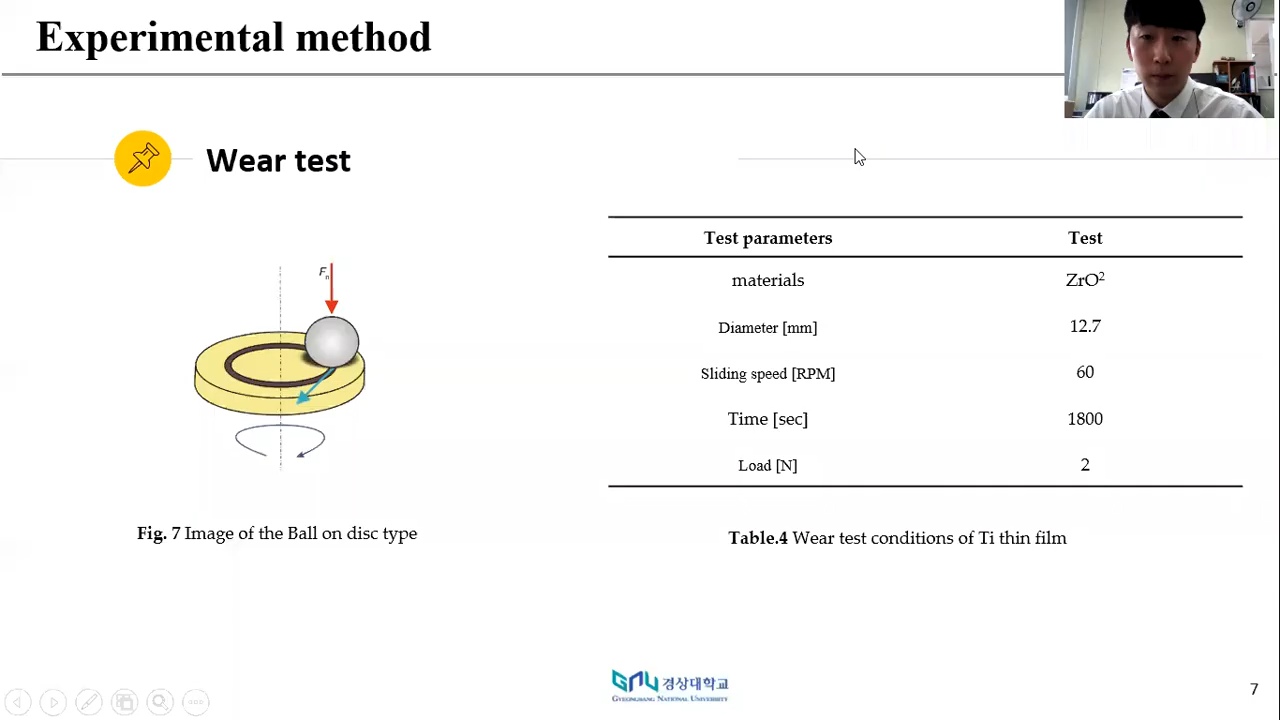 Experimental method
Wear test
Fn
Fig. 7 Image of the Ball on disc type
Test parameters Test
materials ZrO²
Diameter [mm] 12.7
Sliding speed [RPM] 60
Time [sec] 1800
Load [N] 2
Table.4 Wear test conditions of Ti thin film
GNU 경상대학교
GYEONGSANG NATIONAL UNIVERSITY
7